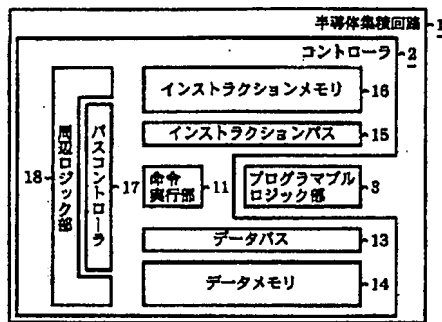 半導体集積回路 1
コントローラ 2
インストラクションメモリ 16
インストラクションバス 15
18 周辺ロジック部
バスコントローラ 17
命令
実行部 11
プログラマブル
ロジック部 3
データバス 13
データメモリ 14